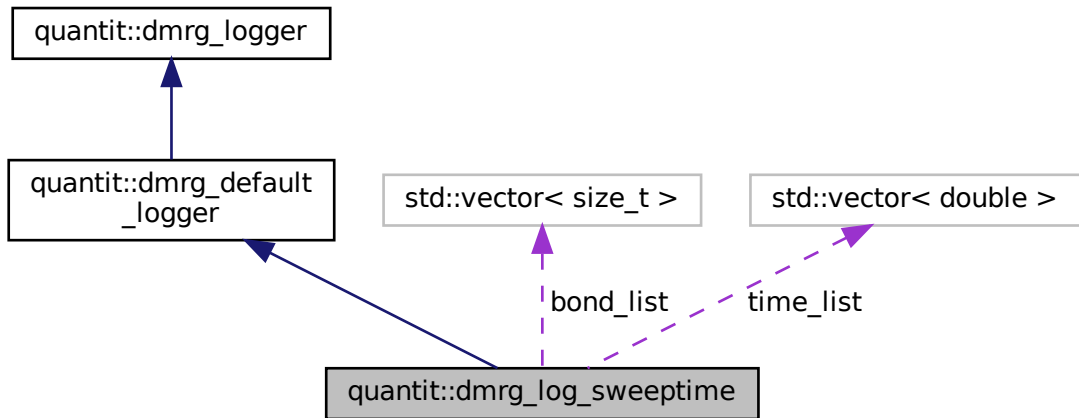 quantit::dmrg_logger
quantit::dmrg_default
_logger
std::vector< size_t >
std::vector< double >
bond_list
time_list
quantit::dmrg_log_sweeptime